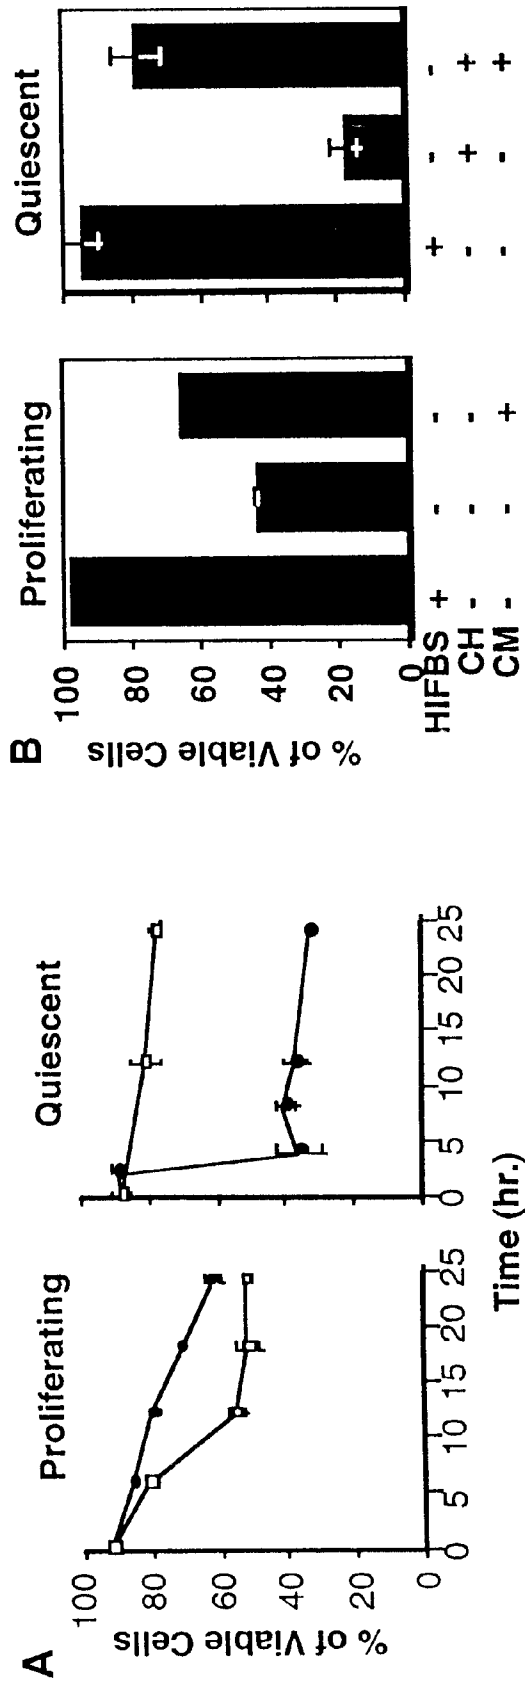 A
Proliferating
Quiescent
% of Viable Cells
100
80
60
40
20
0
0 5 10 15 20 25
0 5 10 15 20 25
Time (hr.)
B
Proliferating
Quiescent
% of Viable Cells
100
80
60
40
20
0
HIFBS + - - + - -
CH - - - - + +
CM - - + - - +